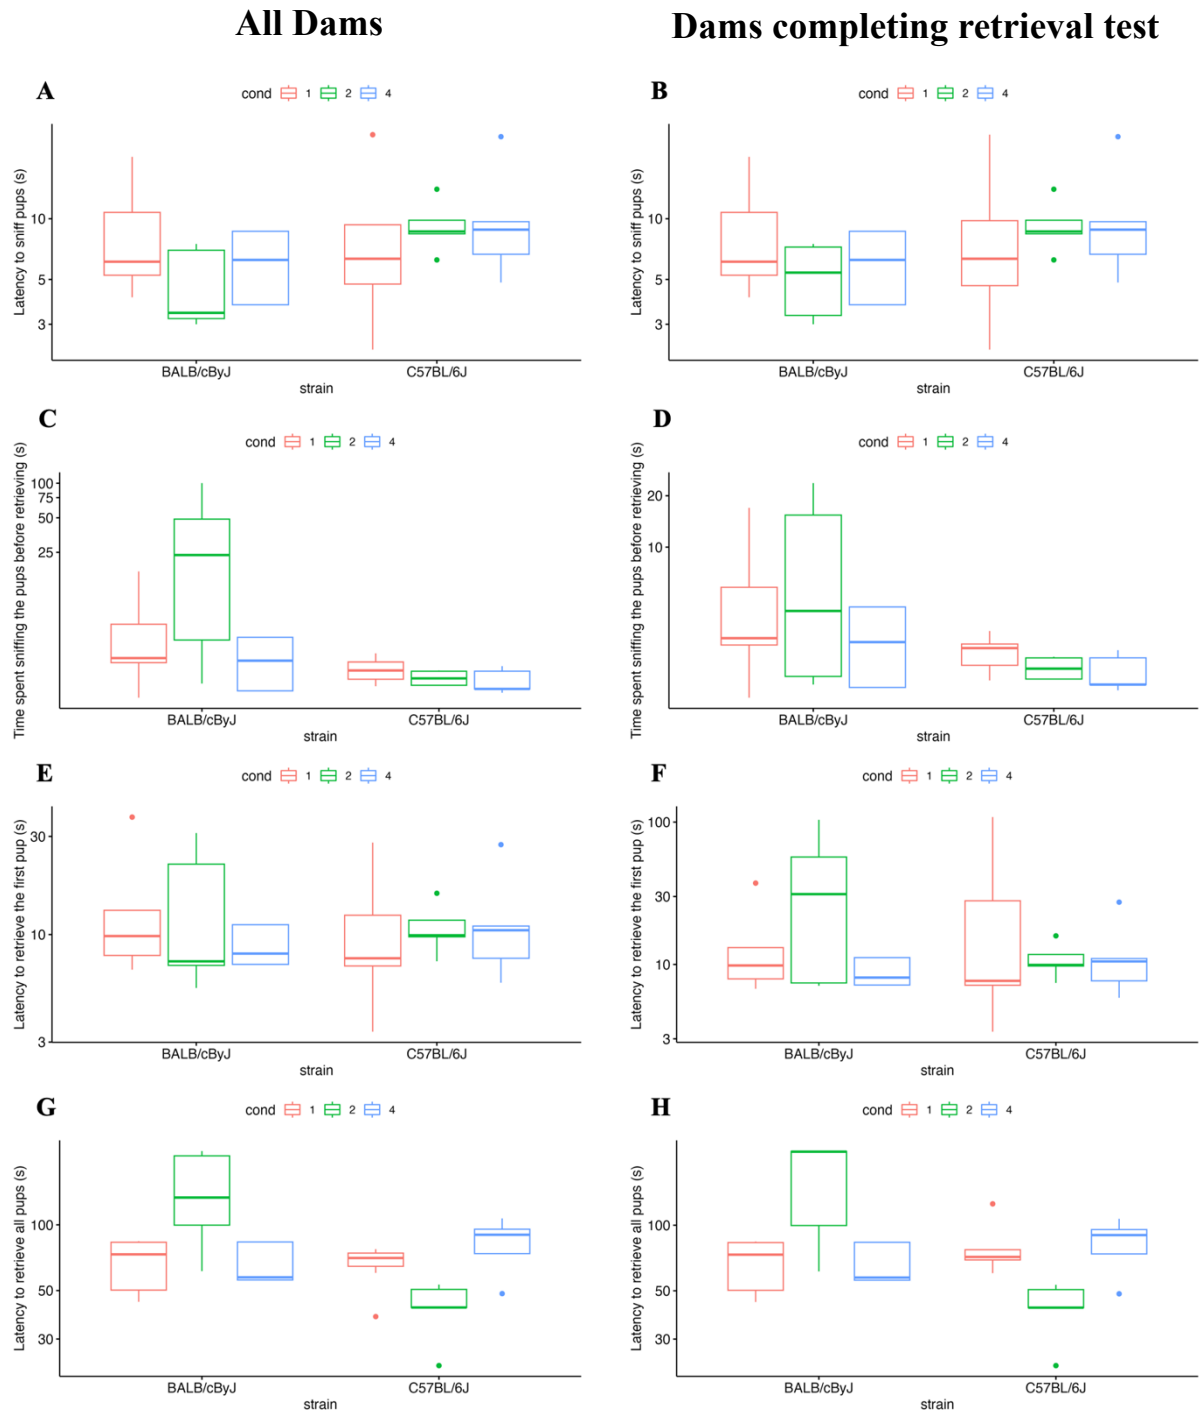 All Dams
Dams completing retrieval test
A
cond 1 2 4
Latency to sniff pups (s)
10
5
3
BALB/cByJ
C57BL/6J
strain
B
cond 1 2 4
Latency to sniff pups (s)
10
5
3
BALB/cByJ
C57BL/6J
strain
C
cond 1 2 4
Time spent sniffing the pups before retrieving (s)
100
75
50
25
BALB/cByJ
C57BL/6J
strain
D
cond 1 2 4
Time spent sniffing the pups before retrieving (s)
20
10
BALB/cByJ
C57BL/6J
strain
E
cond 1 2 4
Latency to retrieve the first pup (s)
30
10
3
BALB/cByJ
C57BL/6J
strain
F
cond 1 2 4
Latency to retrieve the first pup (s)
100
30
10
3
BALB/cByJ
C57BL/6J
strain
G
cond 1 2 4
Latency to retrieve all pups (s)
100
50
30
BALB/cByJ
C57BL/6J
strain
H
cond 1 2 4
Latency to retrieve all pups (s)
100
50
30
BALB/cByJ
C57BL/6J
strain